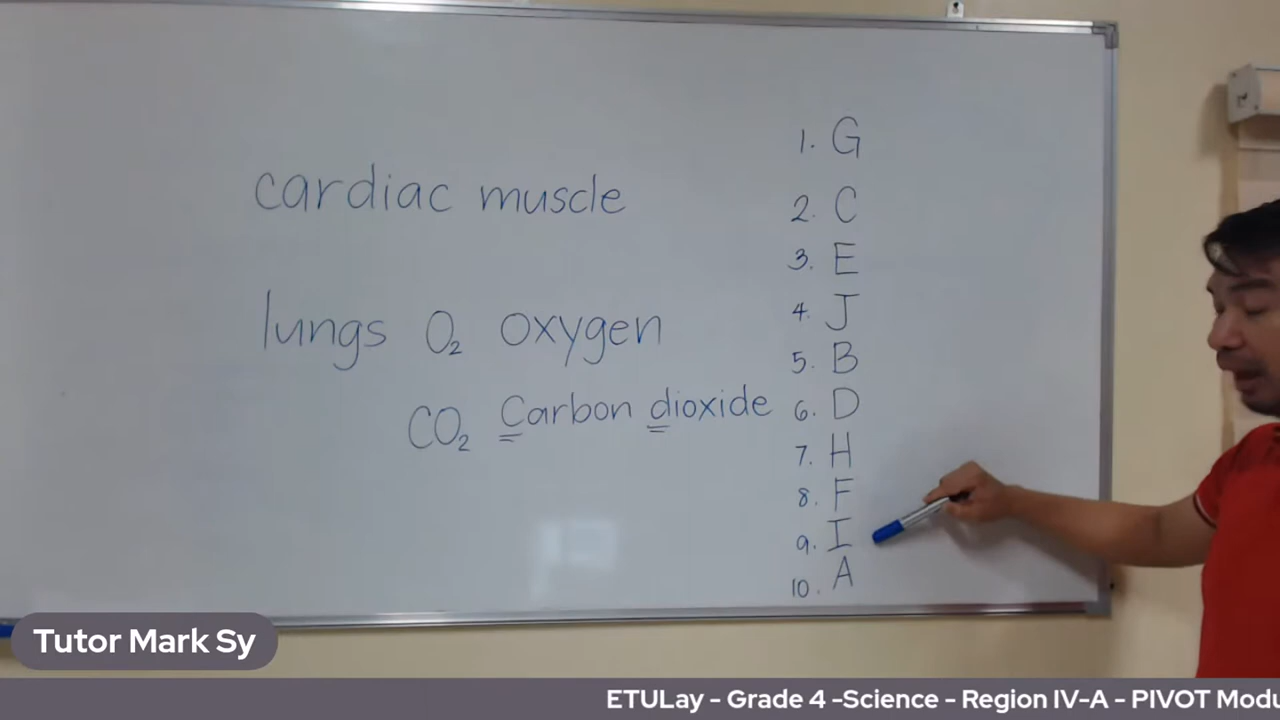 cardiac muscle
lungs O₂ oxygen
CO₂ Carbon dioxide
1. G
2. C
3. E
4. J
5. B
6. D
7. H
8. F
9. I
10. A
Tutor Mark Sy
ETULay - Grade 4 -Science - Region IV-A - PIVOT Modu